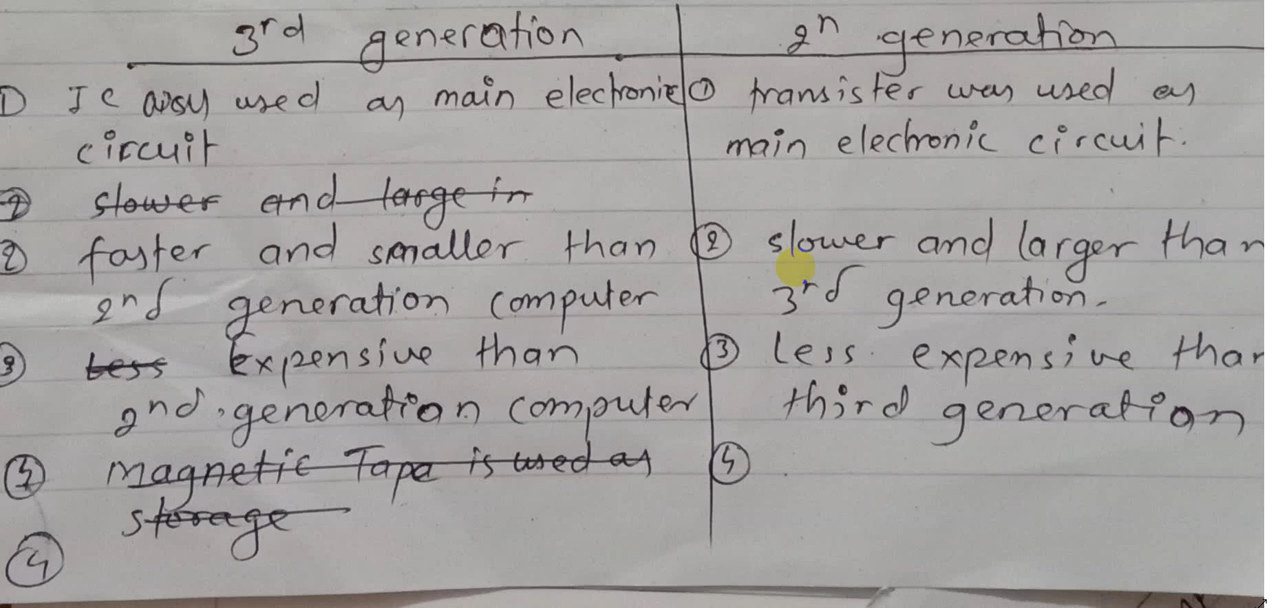 3rd generation
① IC used as main electronic
circuit
② slower and large in
② faster and smaller than
2nd generation computer
③ Less Expensive than
2nd generation computer
④ Magnetic Tape is used as
storage
④
2n generation
① transister was used as
main electronic circuit.
② slower and larger than
3rd generation.
③ Less expensive than
third generation
④